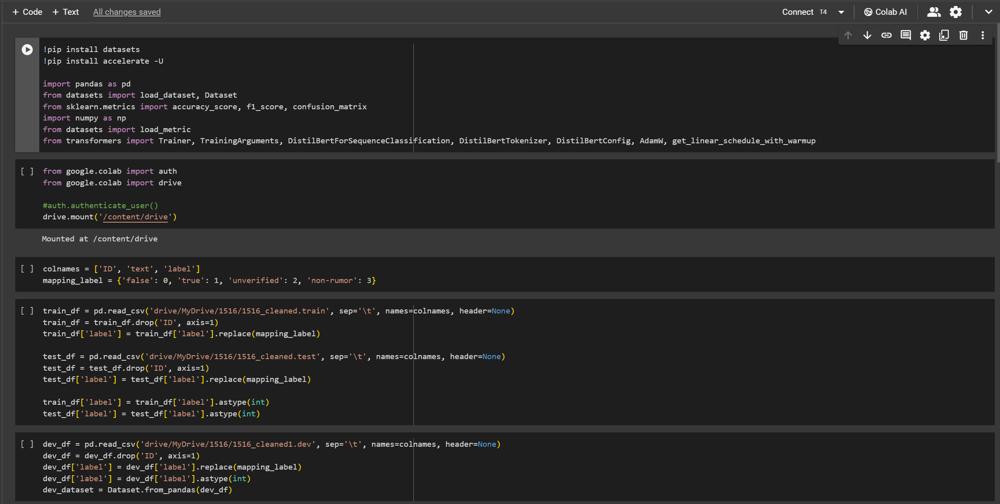 + Code + Text All changes saved Connect T4 Colab AI
!pip install datasets
!pip install accelerate -U
import pandas as pd
from datasets import load_dataset, Dataset
from sklearn.metrics import accuracy_score, f1_score, confusion_matrix
import numpy as np
from datasets import load_metric
from transformers import Trainer, TrainingArguments, DistilBertForSequenceClassification, DistilBertTokenizer, DistilBertConfig, AdamW, get_linear_schedule_with_warmup
[ ] from google.colab import auth
from google.colab import drive
#auth.authenticate_user()
drive.mount('/content/drive')
Mounted at /content/drive
[ ] colnames = ['ID', 'text', 'label']
mapping_label = {'false': 0, 'true': 1, 'unverified': 2, 'non-rumor': 3}
[ ] train_df = pd.read_csv('drive/MyDrive/1516/1516_cleaned.train', sep='\t', names=colnames, header=None)
train_df = train_df.drop('ID', axis=1)
train_df['label'] = train_df['label'].replace(mapping_label)
test_df = pd.read_csv('drive/MyDrive/1516/1516_cleaned.test', sep='\t', names=colnames, header=None)
test_df = test_df.drop('ID', axis=1)
test_df['label'] = test_df['label'].replace(mapping_label)
train_df['label'] = train_df['label'].astype(int)
test_df['label'] = test_df['label'].astype(int)
[ ] dev_df = pd.read_csv('drive/MyDrive/1516/1516_cleaned1.dev', sep='\t', names=colnames, header=None)
dev_df = dev_df.drop('ID', axis=1)
dev_df['label'] = dev_df['label'].replace(mapping_label)
dev_df['label'] = dev_df['label'].astype(int)
dev_dataset = Dataset.from_pandas(dev_df)